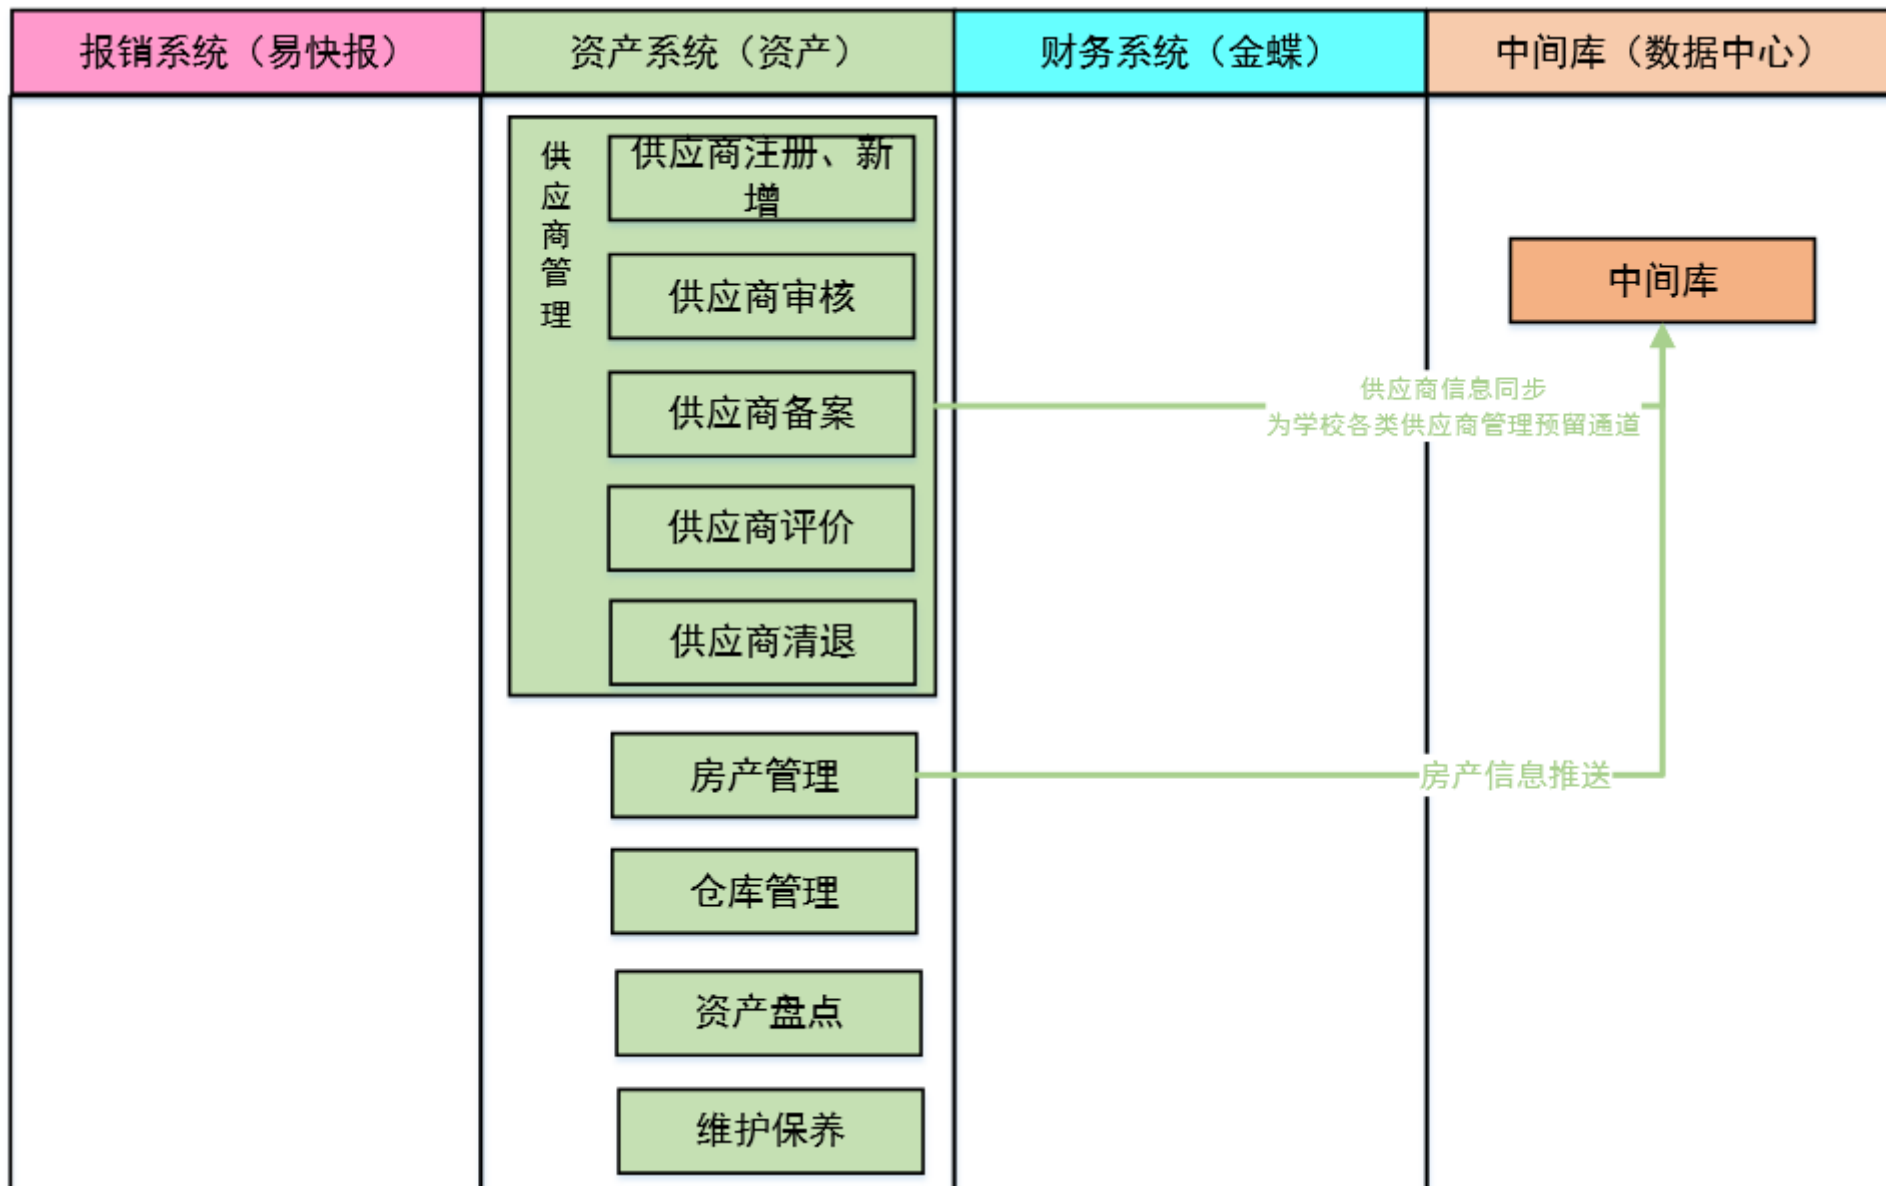 报销系统（易快报）
资产系统（资产）
财务系统（金蝶）
中间库（数据中心）
供应商管理
供应商注册、新
增
供应商审核
供应商备案
供应商评价
供应商清退
中间库
供应商信息同步
为学校各类供应商管理预留通道
房产管理
房产信息推送
仓库管理
资产盘点
维护保养